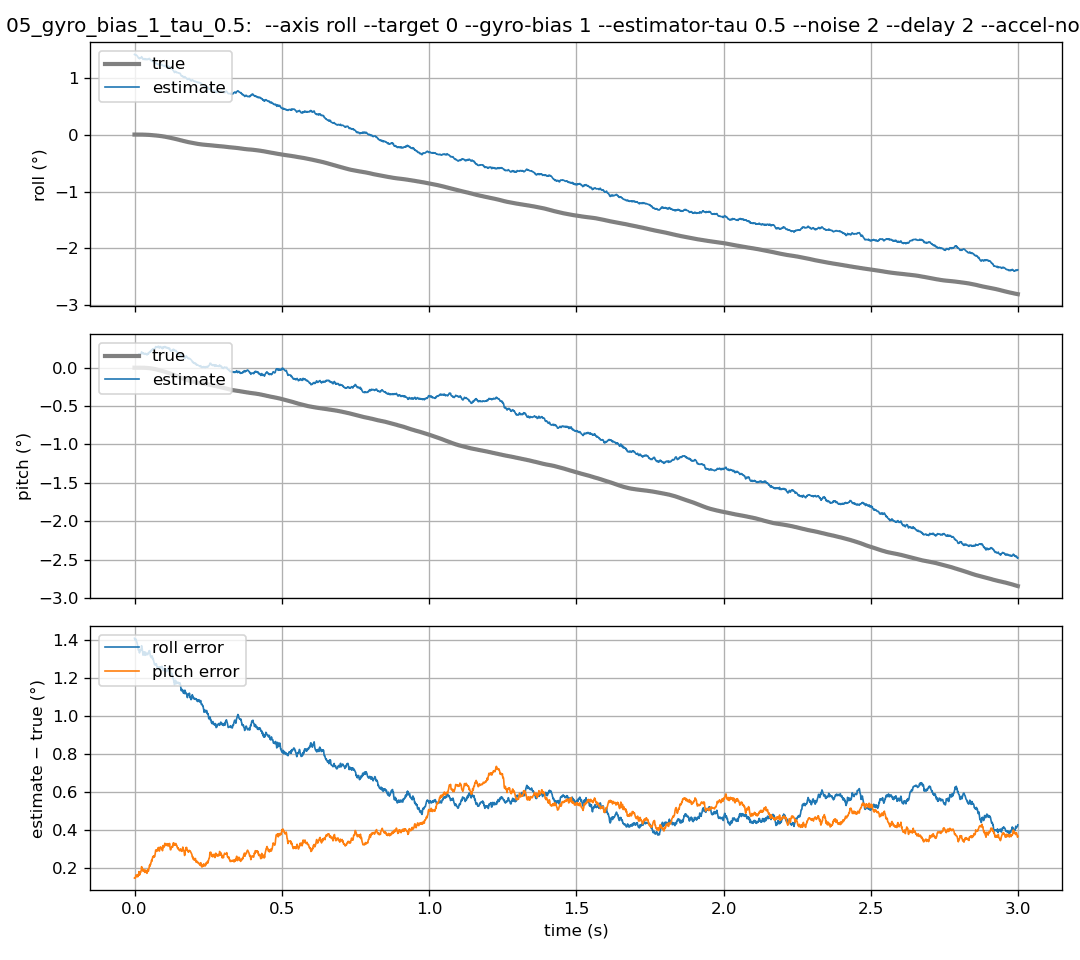 05_gyro_bias_1_tau_0.5: --axis roll --target 0 --gyro-bias 1 --estimator-tau 0.5 --noise 2 --delay 2 --accel-no
true
estimate
roll (°)
1
0
−1
−2
−3
true
estimate
pitch (°)
0.0
−0.5
−1.0
−1.5
−2.0
−2.5
−3.0
roll error
pitch error
estimate − true (°)
1.4
1.2
1.0
0.8
0.6
0.4
0.2
0.0 0.5 1.0 1.5 2.0 2.5 3.0
time (s)